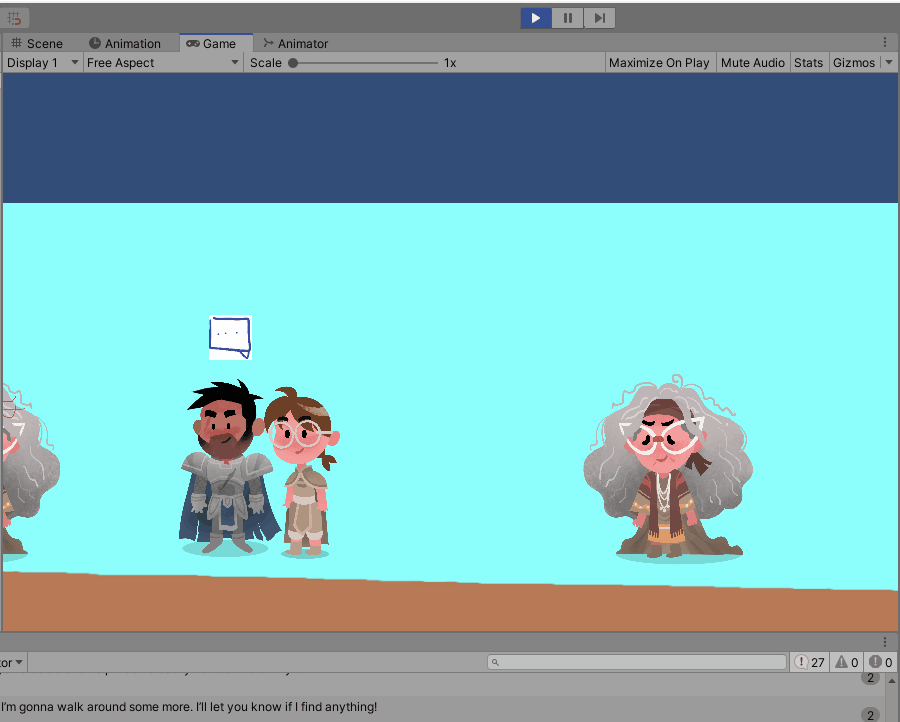 Scene Animation Game Animator
Display 1 Free Aspect Scale 1x Maximize On Play Mute Audio Stats Gizmos
...
or 27 0 0
2
I'm gonna walk around some more. I'll let you know if I find anything!
2